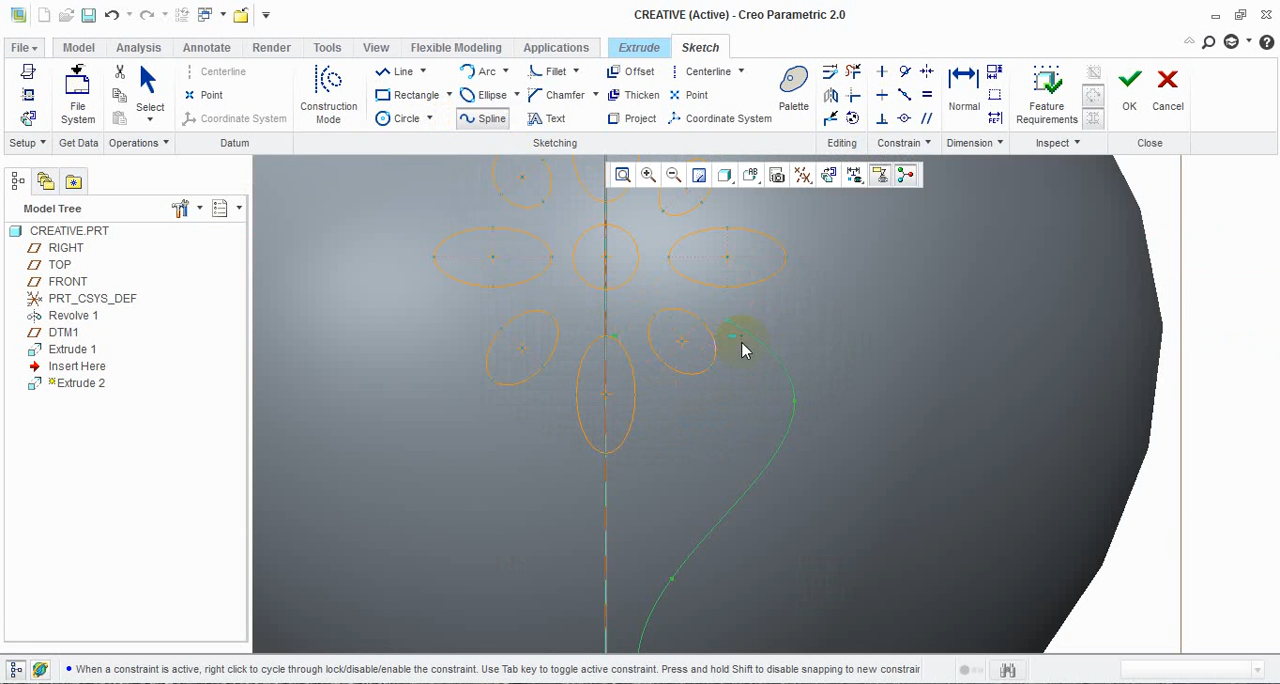 CREATIVE (Active) - Creo Parametric 2.0
File Model Analysis Annotate Render Tools View Flexible Modeling Applications Extrude Sketch
Centerline Line Arc Fillet Offset Centerline
Point Rectangle Ellipse Chamfer Thicken Point
Coordinate System Circle Spline Text Project Coordinate System
File System Select Construction Mode Palette Normal Feature Requirements OK Cancel
Setup Get Data Operations Datum Sketching Editing Constrain Dimension Inspect Close
Model Tree
CREATIVE.PRT
RIGHT
TOP
FRONT
PRT_CSYS_DEF
Revolve 1
DTM1
Extrude 1
Insert Here
Extrude 2
When a constraint is active, right click to cycle through lock/disable/enable the constraint. Use Tab key to toggle active constraint. Press and hold Shift to disable snapping to new constrair